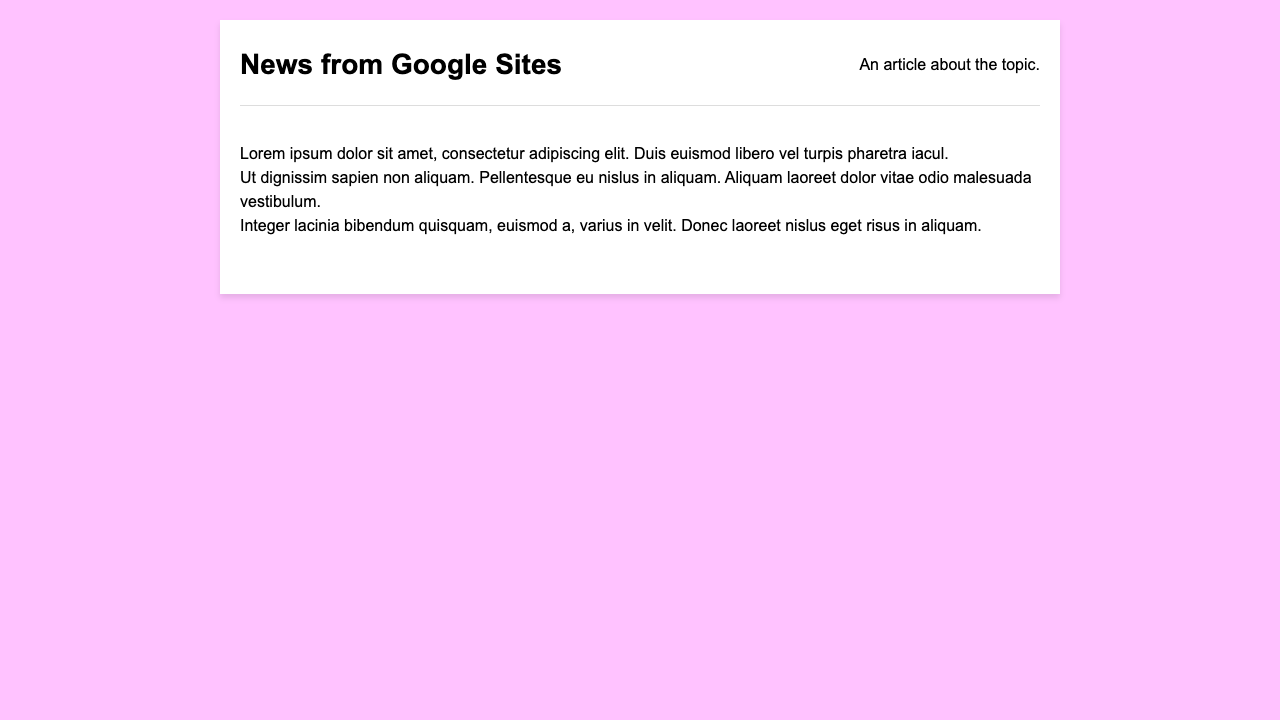 News from Google Sites
An article about the topic.
Lorem ipsum dolor sit amet, consectetur adipiscing elit. Duis euismod libero vel turpis pharetra iacul.
Ut dignissim sapien non aliquam. Pellentesque eu nislus in aliquam. Aliquam laoreet dolor vitae odio malesuada
vestibulum.
Integer lacinia bibendum quisquam, euismod a, varius in velit. Donec laoreet nislus eget risus in aliquam.